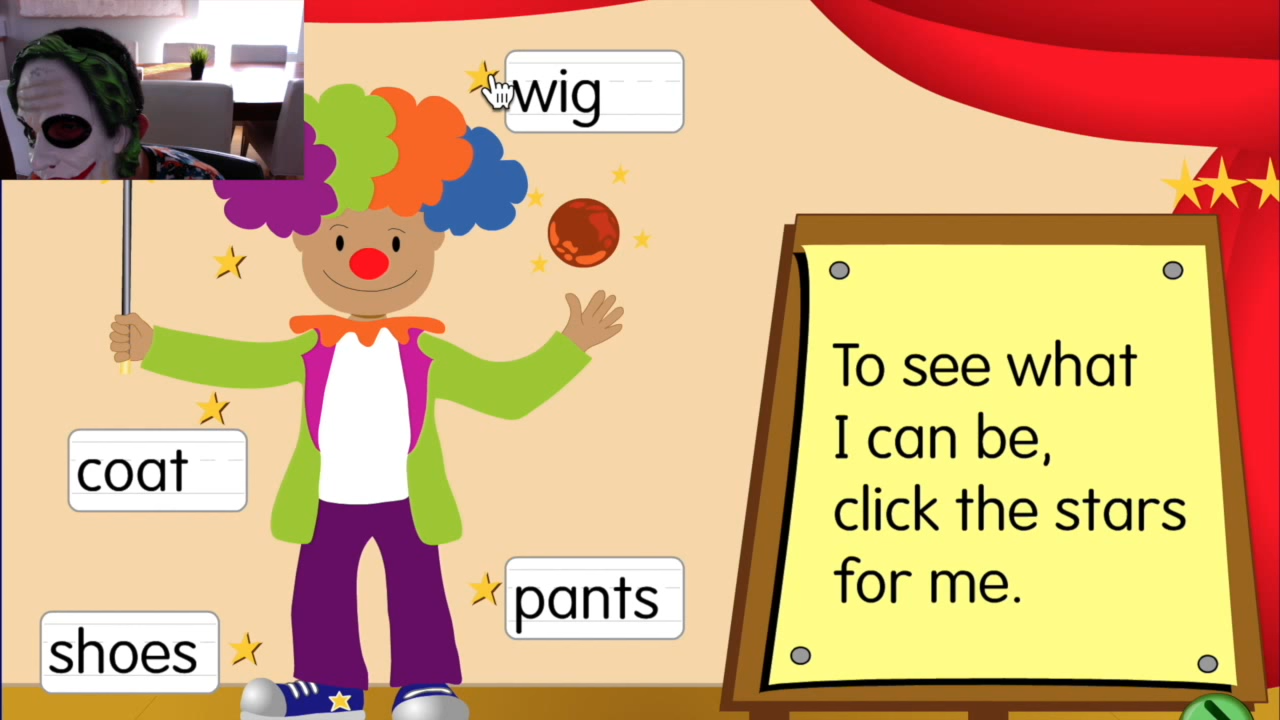 wig
coat
pants
shoes
To see what
I can be,
click the stars
for me.